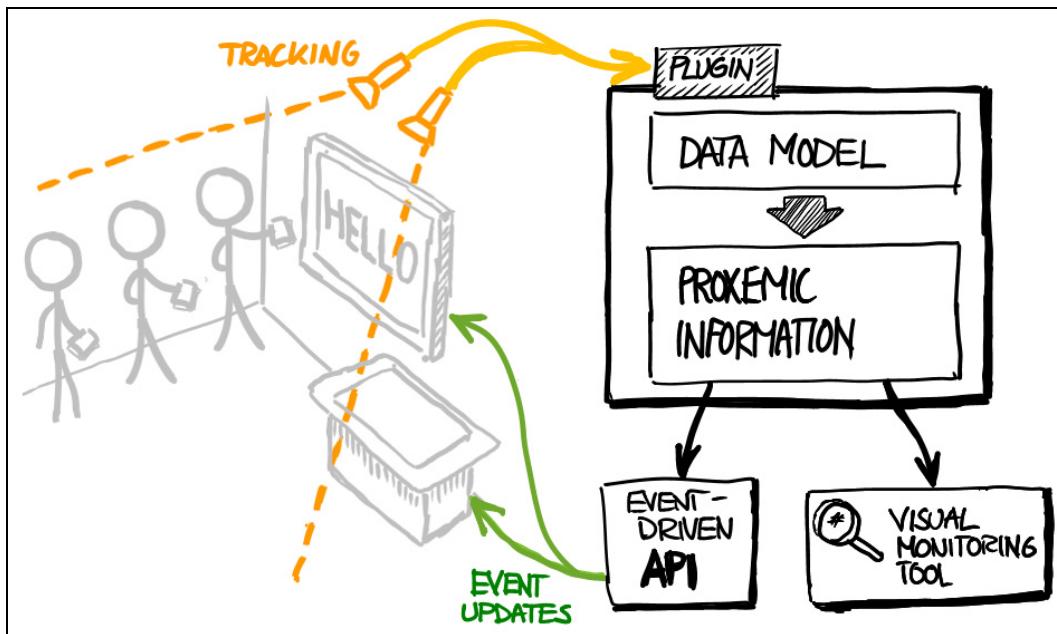 TRACKING
HELLO
PLUGIN
DATA MODEL
PROXEMIC
INFORMATION
EVENT-
DRIVEN
API
VISUAL
MONITORING
TOOL
EVENT
UPDATES